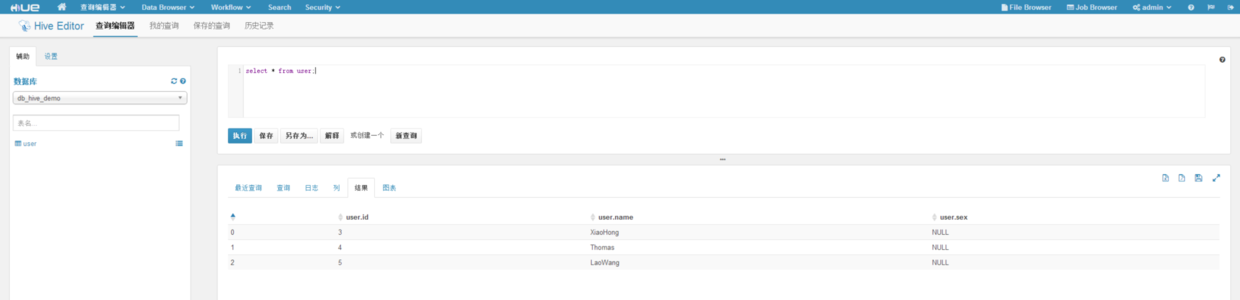 HUE 查询编辑器 Data Browser Workflow Search Security File Browser Job Browser admin
Hive Editor 查询编辑器 我的查询 保存的查询 历史记录
辅助 设置
数据库
db_hive_demo
表名...
user
1 select * from user;
执行 保存 另存为... 解释 或创建一个 新查询
最近查询 查询 日志 列 结果 图表
user.id user.name user.sex
0 3 XiaoHong NULL
1 4 Thomas NULL
2 5 LaoWang NULL